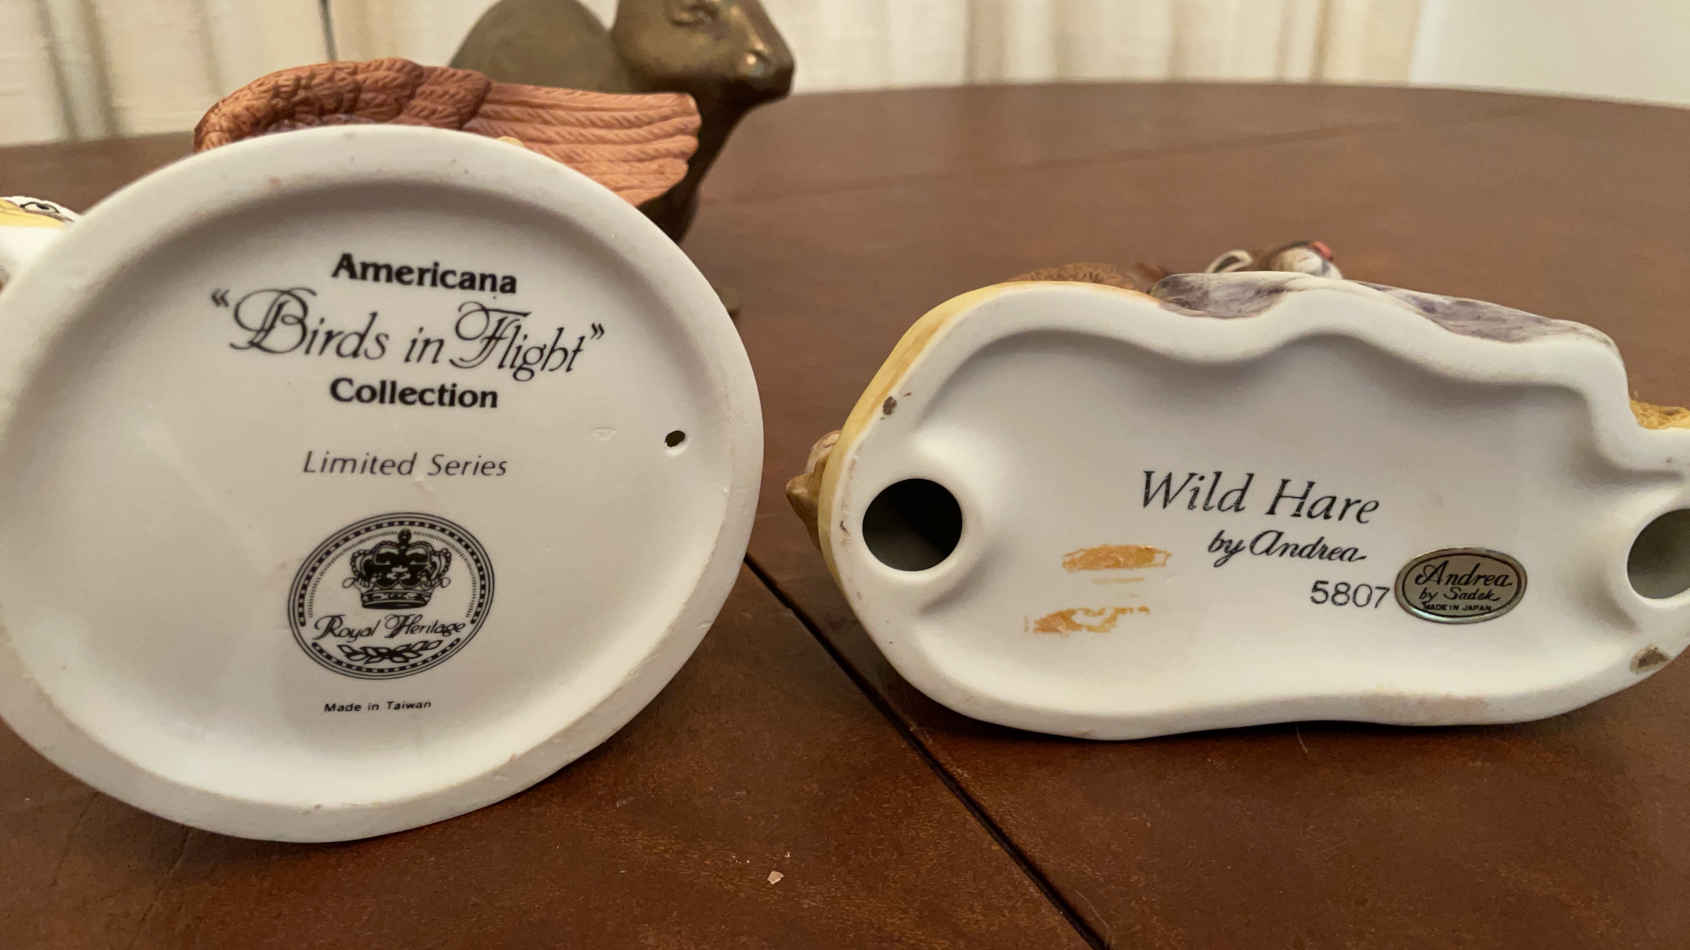 Americana
“Birds in Flight”
Collection
Limited Series
Royal Heritage
Made in Taiwan
Wild Hare
by Andrea
5807
Andrea
by Sadek
MADE IN JAPAN